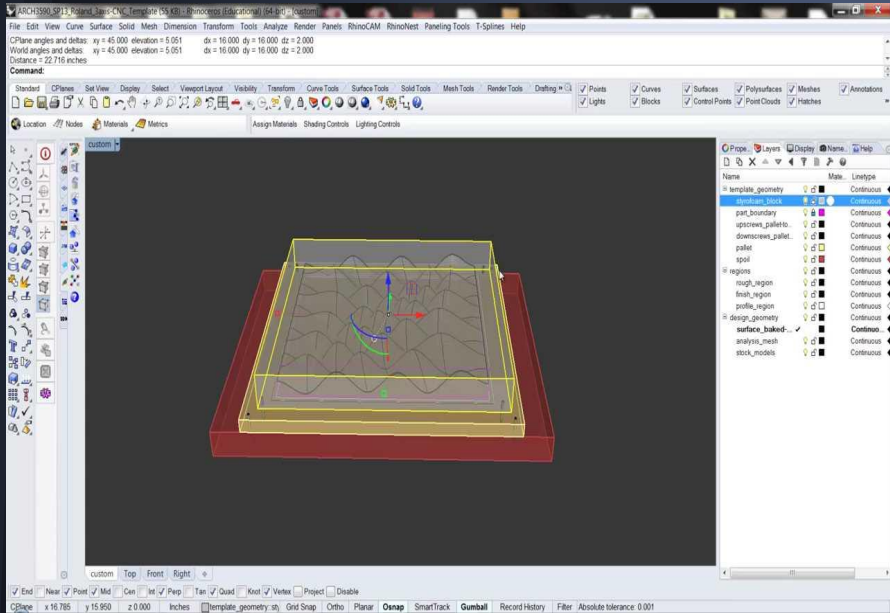 ARCH3590_SP13_Roland_3axis-CNC_Template (55 KB) - Rhinoceros (Educational) (64-bit) - [custom]
File Edit View Curve Surface Solid Mesh Dimension Transform Tools Analyze Render Panels RhinoCAM RhinoNest Paneling Tools T-Splines Help
CPlane angles and deltas: xy = 45.000 elevation = 5.051 dx = 16.000 dy = 16.000 dz = 2.000
World angles and deltas: xy = 45.000 elevation = 5.051 dx = 16.000 dy = 16.000 dz = 2.000
Distance = 22.716 inches
Command:
Standard CPlanes Set View Display Select Viewport Layout Visibility Transform Curve Tools Surface Tools Solid Tools Mesh Tools Render Tools Drafting
Points Curves Surfaces Polysurfaces Meshes Annotations
Lights Blocks Control Points Point Clouds Hatches
Location Nodes Materials Metrics Assign Materials Shading Controls Lighting Controls
custom
Prope.. Layers Display Name.. Help
Name Mate.. Linetype
template_geometry Continuous
styrofoam_block Continuous
part_boundary Continuous
upscrews_palletto.. Continuous
downscrews_pallet.. Continuous
pallet Continuous
spoil Continuous
regions Continuous
rough_region Continuous
finish_region Continuous
profile_region Continuous
design_geometry Continuous
surface_baked-... Continuo...
analysis_mesh Continuous
stock_models Continuous
custom Top Front Right
End Near Point Mid Cen Int Perp Tan Quad Knot Vertex Project Disable
CPlane x 16.785 y 15.950 z 0.000 Inches template_geometry::sty Grid Snap Ortho Planar Osnap SmartTrack Gumball Record History Filter Absolute tolerance: 0.001